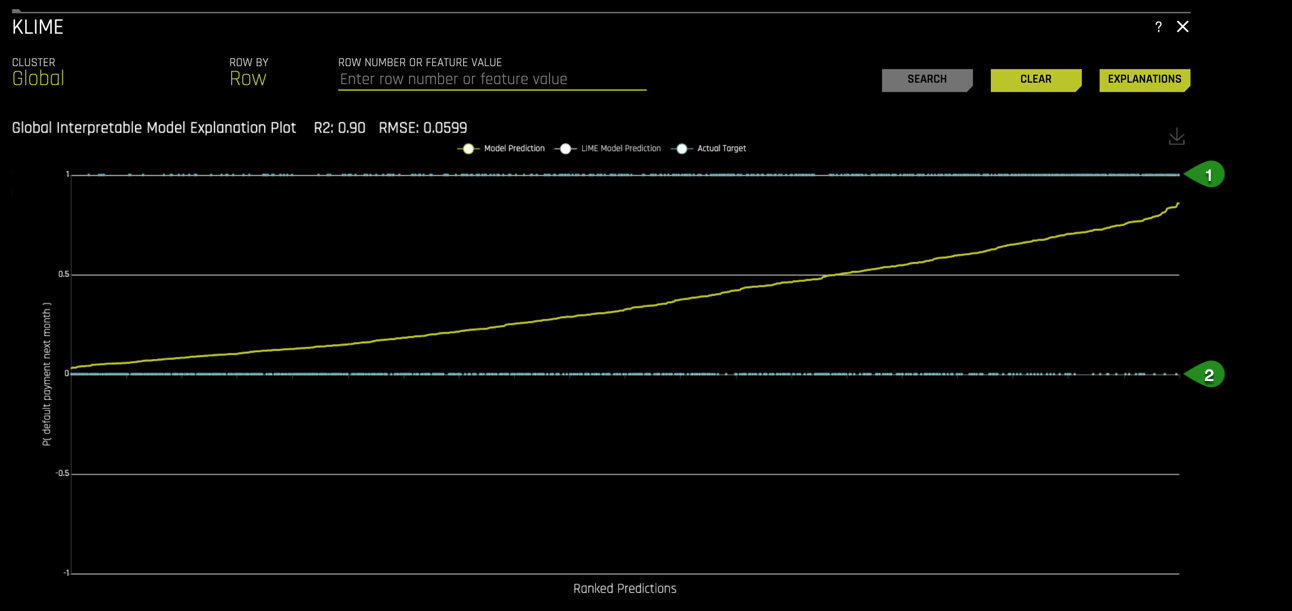 KLIME
?
CLUSTER
Global
ROW BY
Row
ROW NUMBER OR FEATURE VALUE
Enter row number or feature value
SEARCH
CLEAR
EXPLANATIONS
Global Interpretable Model Explanation Plot R2: 0.90 RMSE: 0.0599
Model Prediction LIME Model Prediction Actual Target
1
1
0.5
0
2
-0.5
-1
P( default payment next month )
Ranked Predictions